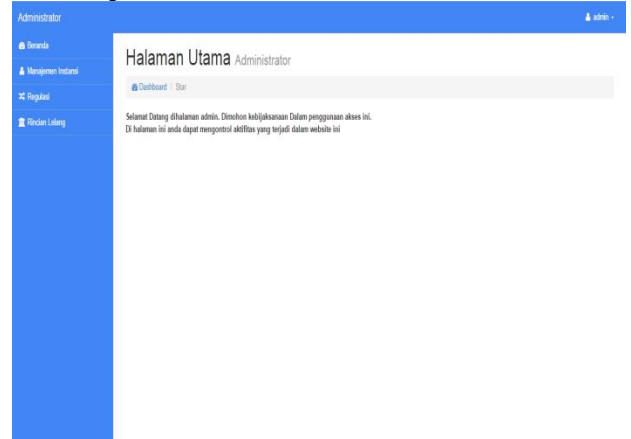 Administrator
admin
Beranda
Manajemen Instansi
Regulasi
Rincian Lelang
Halaman Utama Administrator
Dashboard / Star
Selamat Datang dihalaman admin. Dimohon kebijaksanaan Dalam penggunaan akses ini.
Di halaman ini anda dapat mengontrol aktifitas yang terjadi dalam website ini